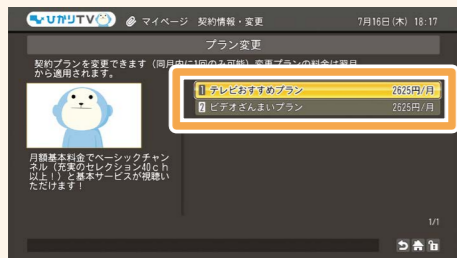 ひかりTV マイページ 契約情報・変更 7月16日(木) 18:17
プラン変更
契約プランを変更できます(同月内に1回のみ可能)変更プランの料金は翌月
から適用されます。
1 テレビおすすめプラン 2625円/月
2 ビデオざんまいプラン 2625円/月
月額基本料金でベーシックチャン
ネル(充実のセレクション40ch
以上!)と基本サービスが視聴い
ただけます!
1/1